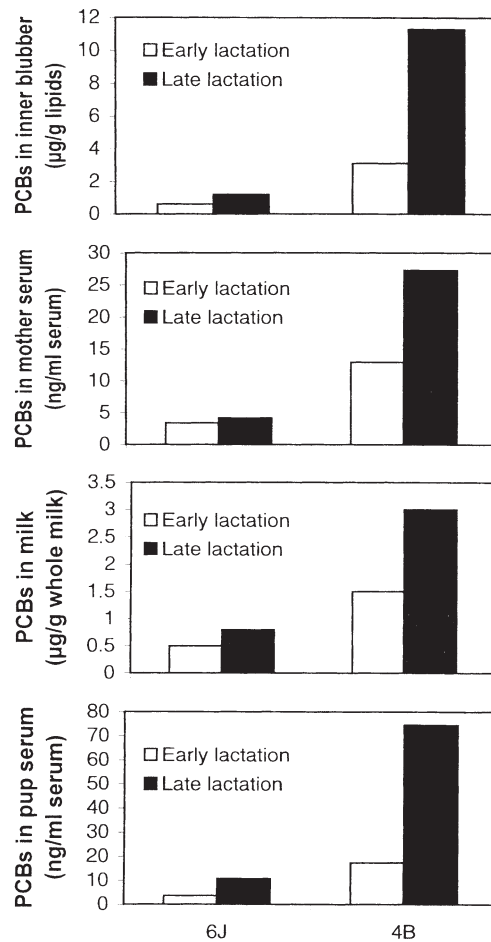 PCBs in inner blubber
(µg/g lipids)
12
10
8
6
4
2
0
Early lactation
Late lactation
PCBs in mother serum
(ng/ml serum)
30
25
20
15
10
5
0
Early lactation
Late lactation
PCBs in milk
(µg/g whole milk)
3.5
3
2.5
2
1.5
1
0.5
0
Early lactation
Late lactation
PCBs in pup serum
(ng/ml serum)
80
70
60
50
40
30
20
10
0
Early lactation
Late lactation
6J
4B